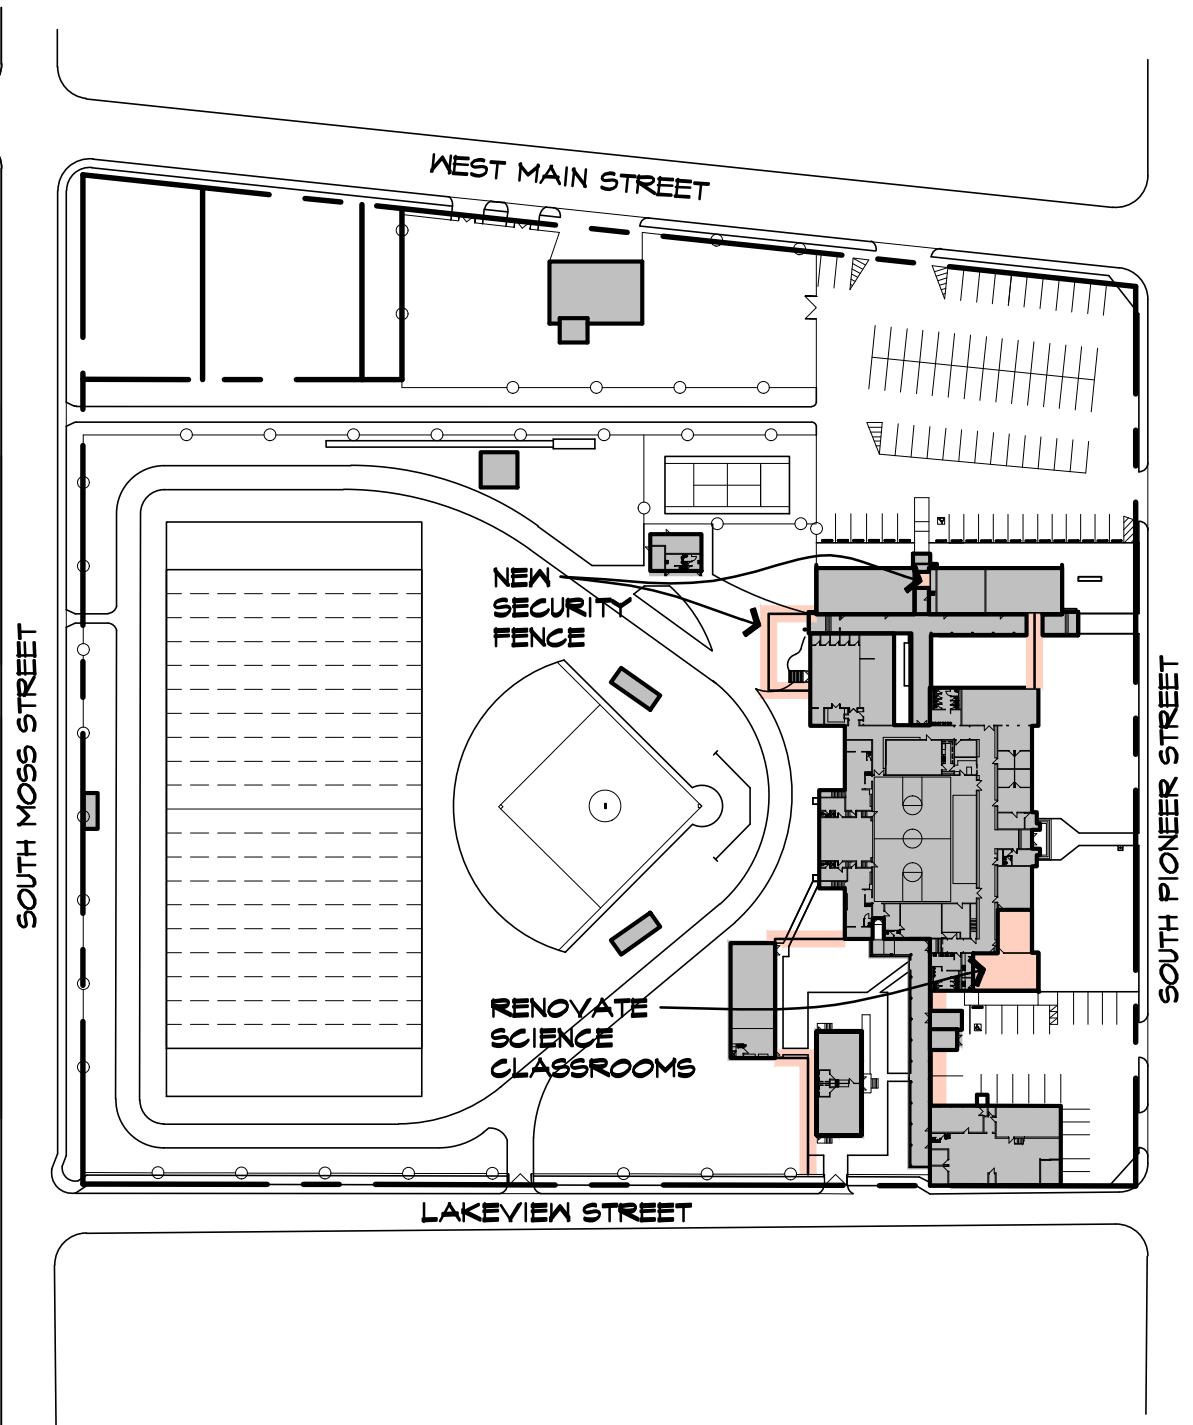 WEST MAIN STREET
NEW
SECURITY
FENCE
SOUTH MOSS STREET
SOUTH PIONEER STREET
RENOVATE
SCIENCE
CLASSROOMS
LAKEVIEW STREET